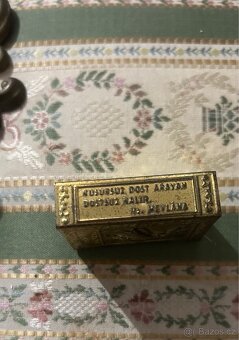 KUSURSUZ DOST ARAYAN
DOSTSUZ KALIR.
Hz. MEVLANA
Bazos.cz